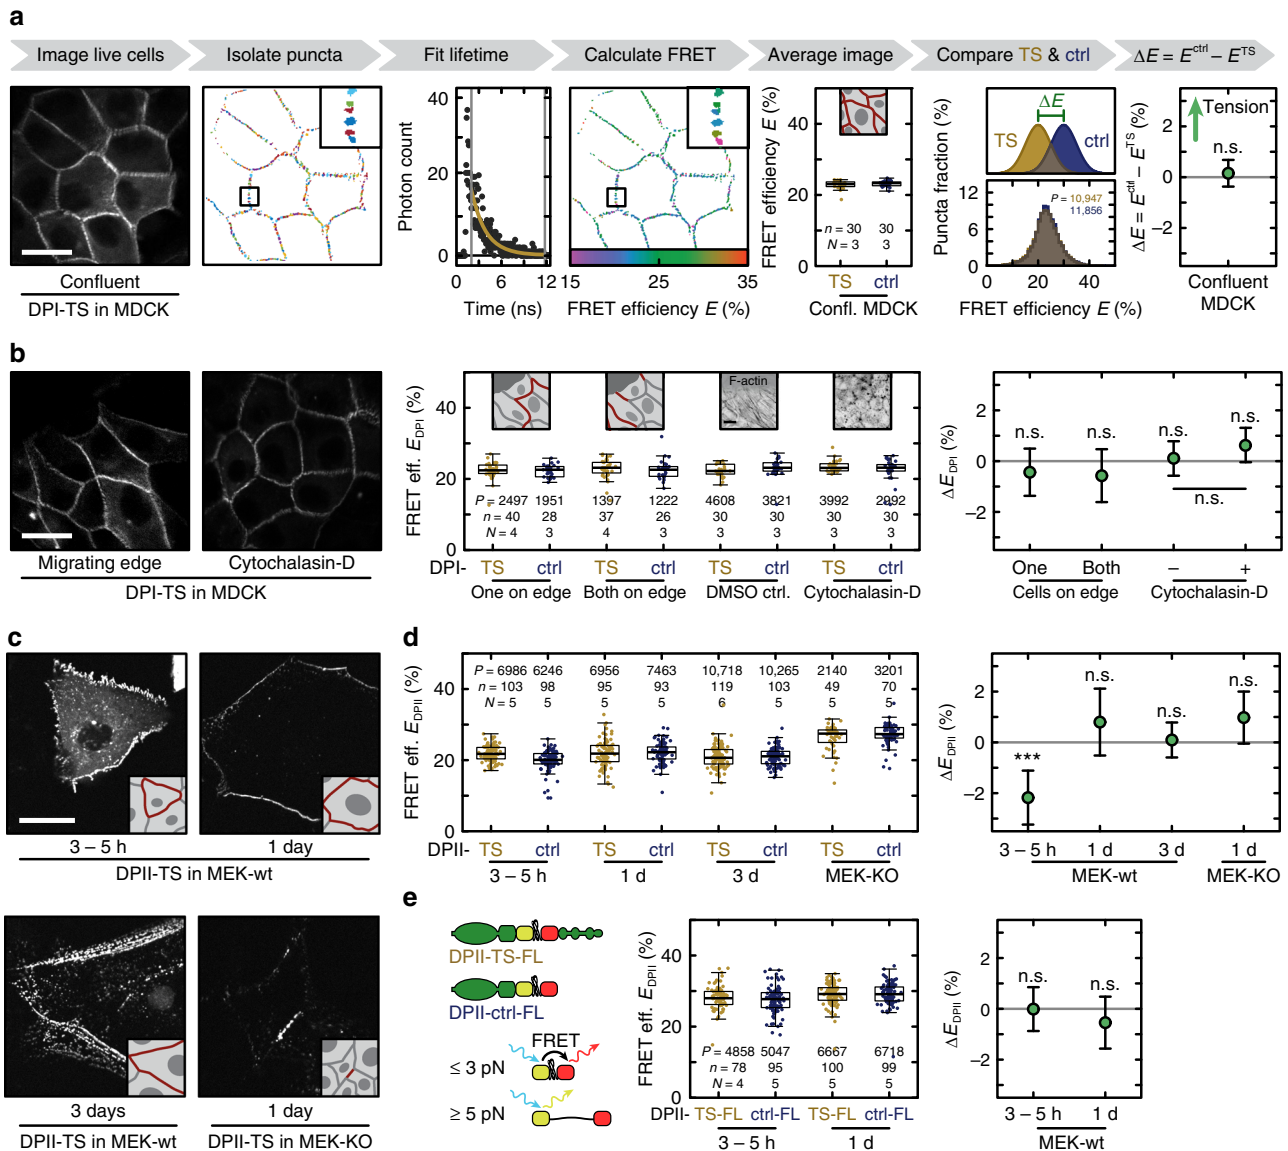 a
Image live cells
Isolate puncta
Fit lifetime
Calculate FRET
Average image
Compare TS & ctrl
ΔE = E^ctrl – E^TS
Confluent
DPI-TS in MDCK
Photon count
40
20
0
0
6
12
Time (ns)
15
25
35
FRET efficiency E (%)
FRET efficiency E (%)
40
20
0
n = 30
30
N = 3
3
TS
ctrl
Confl. MDCK
Puncta fraction (%)
ΔE
TS
ctrl
12
8
4
0
P = 10,947
11,856
0
20
40
FRET efficiency E (%)
ΔE = E^ctrl – E^TS (%)
2
0
–2
Tension
n.s.
Confluent
MDCK
b
Migrating edge
Cytochalasin-D
DPI-TS in MDCK
FRET eff. E_DPI (%)
40
20
0
F-actin
P = 2497
1951
1397
1222
4608
3821
3992
2992
n = 40
28
37
26
30
30
30
30
N = 4
3
4
3
3
3
3
3
DPI-
TS
ctrl
TS
ctrl
TS
ctrl
TS
ctrl
One on edge
Both on edge
DMSO ctrl.
Cytochalasin-D
ΔE_DPI (%)
2
0
–2
n.s.
n.s.
n.s.
n.s.
n.s.
One
Both
–
+
Cells on edge
Cytochalasin-D
c
3 – 5 h
1 day
DPII-TS in MEK-wt
3 days
1 day
DPII-TS in MEK-wt
DPII-TS in MEK-KO
d
FRET eff. E_DPII (%)
40
20
0
P = 6986
6246
6956
7463
10,718
10,265
2140
3201
n = 103
98
95
93
119
103
49
70
N = 5
5
5
5
6
5
5
5
DPII-
TS
ctrl
TS
ctrl
TS
ctrl
TS
ctrl
3 – 5 h
1 d
3 d
MEK-KO
ΔE_DPII (%)
2
0
–2
***
n.s.
n.s.
n.s.
3 – 5 h
1 d
3 d
1 d
MEK-wt
MEK-KO
e
DPII-TS-FL
DPII-ctrl-FL
FRET
≤ 3 pN
≥ 5 pN
FRET eff. E_DPII (%)
40
20
0
P = 4858
5047
6667
6718
n = 78
95
100
99
N = 4
5
5
5
DPII-
TS-FL
ctrl-FL
TS-FL
ctrl-FL
3 – 5 h
1 d
ΔE_DPII (%)
2
0
–2
n.s.
n.s.
3 – 5 h
1 d
MEK-wt